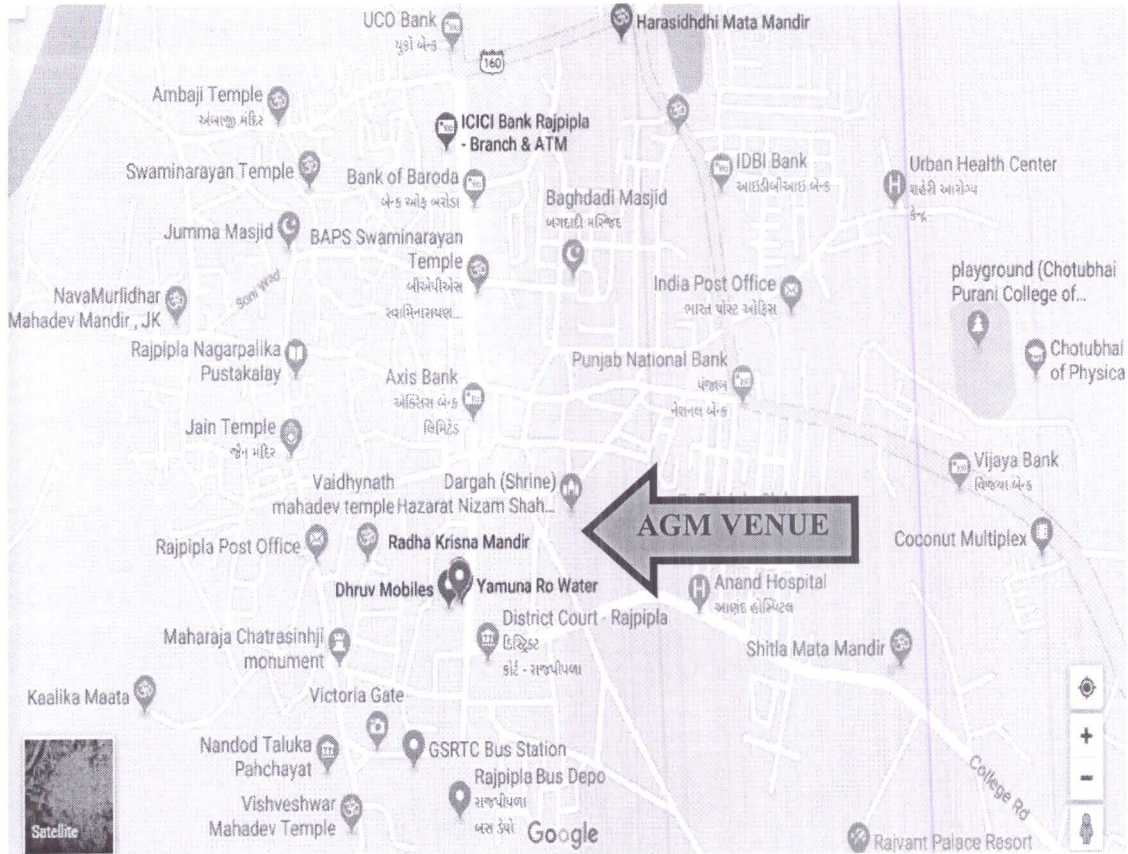 UCO Bank
યુકો બેન્ક
Harasidhdhi Mata Mandir
160
Ambaji Temple
અંબાજી મંદિર
ICICI Bank Rajpipla
- Branch & ATM
Swaminarayan Temple
Bank of Baroda
બેન્ક ઓફ બરોડા
IDBI Bank
આઇડીબીઆઇ બેન્ક
Urban Health Center
શહેરી આરોગ્ય
કેન્દ્ર
Baghdadi Masjid
બગદાદી મસ્જિદ
Jumma Masjid
BAPS Swaminarayan
Temple
બીએપીએસ
સ્વામિનારાયણ...
Soni Wad
India Post Office
ભારત પોસ્ટ ઓફિસ
playground (Chotubhai
Purani College of...
NavaMurlidhar
Mahadev Mandir , JK
Rajpipla Nagarpalika
Pustakalay
Punjab National Bank
પંજાબ
નેશનલ બેન્ક
Chotubhai
of Physica
Axis Bank
એક્સિસ બેન્ક
લિમિટેડ
Jain Temple
જૈન મંદિર
Vijaya Bank
વિજયા બેન્ક
Vaidhynath
mahadev temple
Dargah (Shrine)
Hazarat Nizam Shah...
AGM VENUE
Coconut Multiplex
Rajpipla Post Office
Radha Krisna Mandir
Dhruv Mobiles
Yamuna Ro Water
Anand Hospital
આણંદ હોસ્પિટલ
District Court - Rajpipla
ડિસ્ટ્રિક્ટ
કોર્ટ - રાજપીપળા
Maharaja Chatrasinhji
monument
Shitla Mata Mandir
Kaalika Maata
Victoria Gate
Nandod Taluka
Pahchayat
GSRTC Bus Station
Rajpipla Bus Depo
રાજપીપળા
બસ ડેપો
College Rd
Vishveshwar
Mahadev Temple
Satellite
Google
Rajvant Palace Resort
+
-